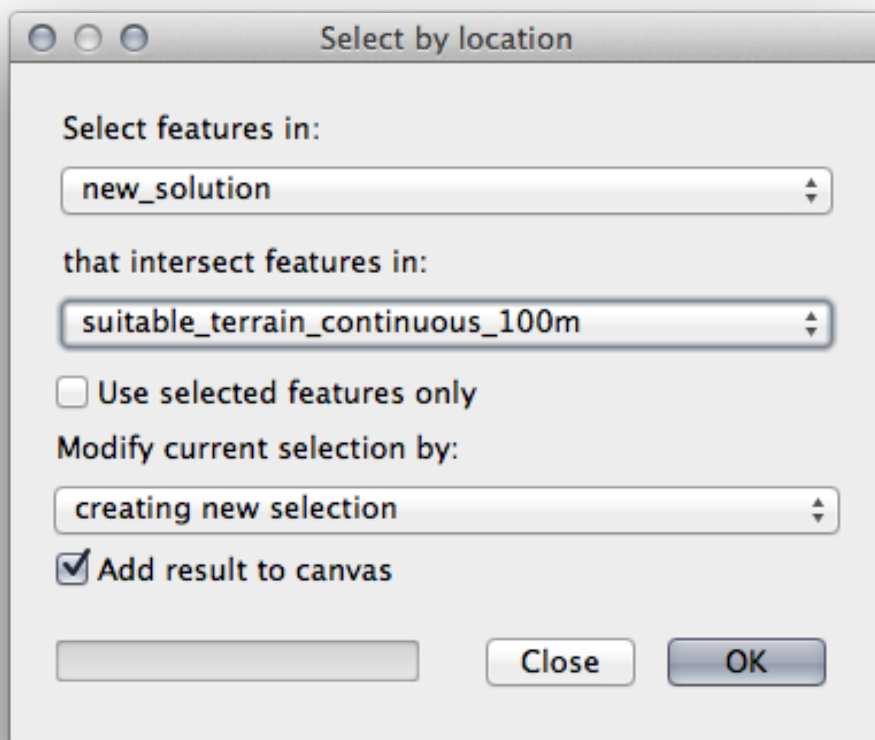 Select by location
Select features in:
new_solution
that intersect features in:
suitable_terrain_continuous_100m
Use selected features only
Modify current selection by:
creating new selection
Add result to canvas
Close OK